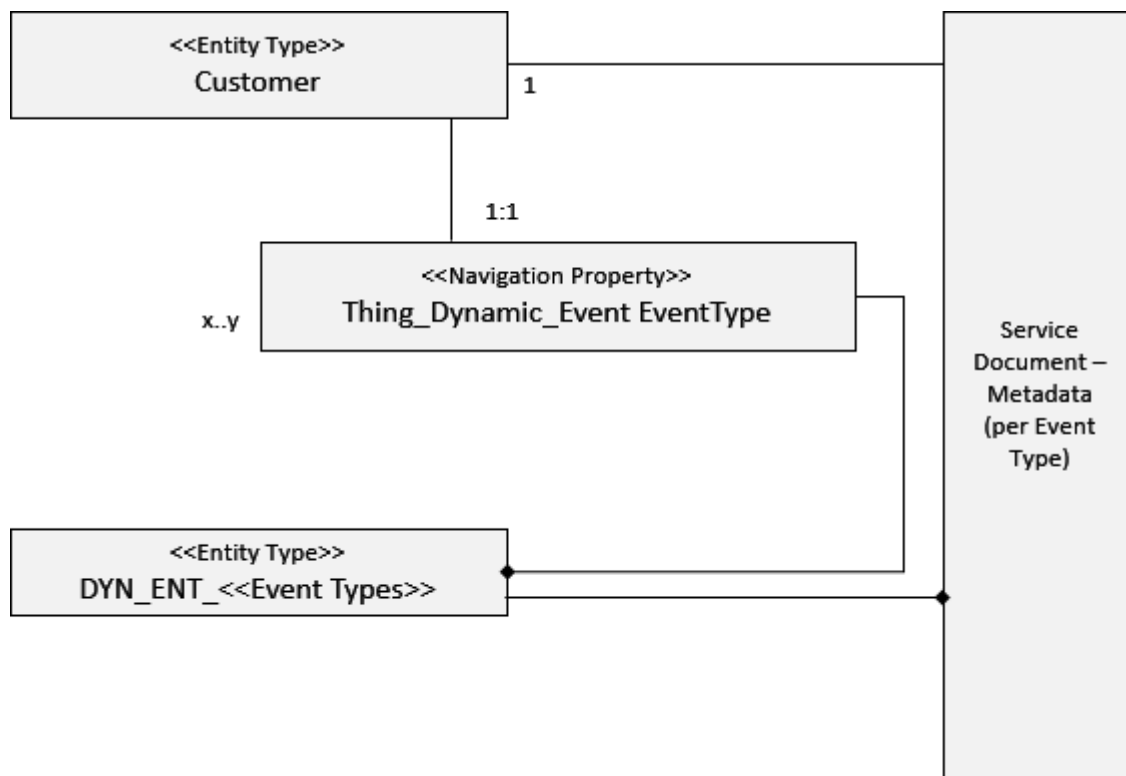 <<Entity Type>>
Customer
1
1:1
<<Navigation Property>>
Thing_Dynamic_Event EventType
x..y
Service
Document –
Metadata
(per Event
Type)
<<Entity Type>>
DYN_ENT_<<Event Types>>